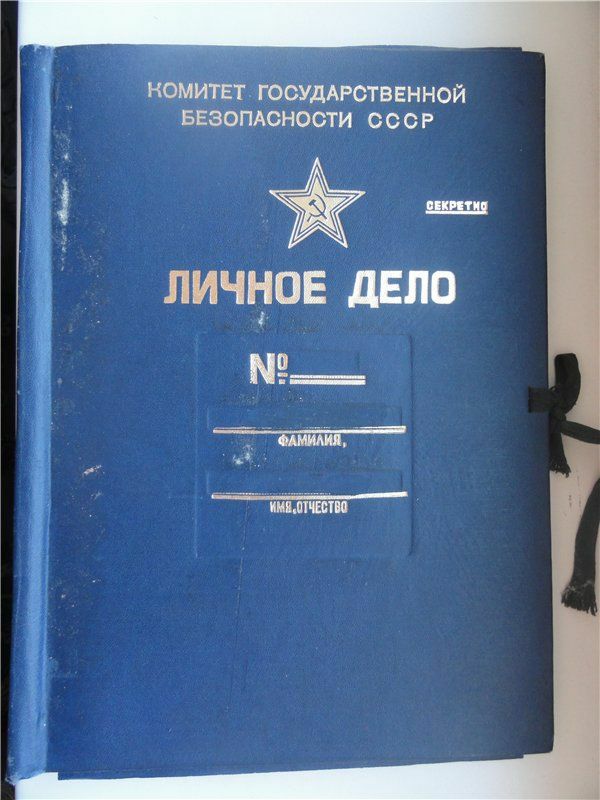 КОМИТЕТ ГОСУДАРСТВЕННОЙ
БЕЗОПАСНОСТИ СССР
СЕКРЕТНО
ЛИЧНОЕ ДЕЛО
№
ФАМИЛИЯ,
ИМЯ, ОТЧЕСТВО